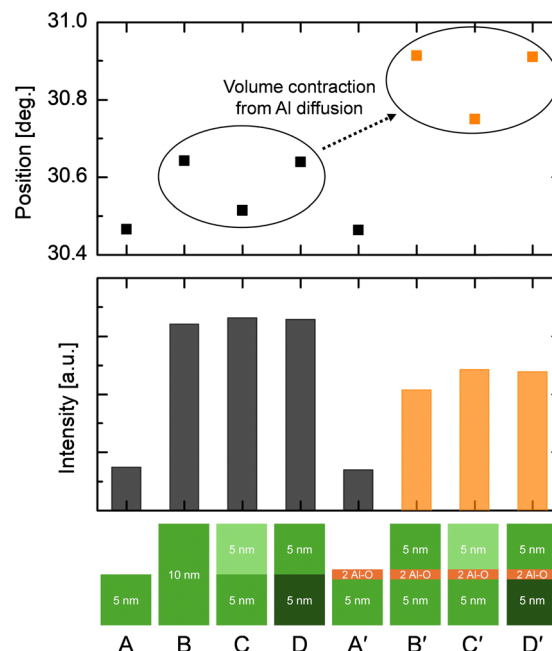 31.0
30.8
30.6
30.4
Position [deg.]
Volume contraction
from Al diffusion
Intensity [a.u.]
5 nm
10 nm
5 nm
5 nm
5 nm
5 nm
2 Al-O
5 nm
5 nm
2 Al-O
5 nm
5 nm
2 Al-O
5 nm
5 nm
2 Al-O
5 nm
A B C D A′ B′ C′ D′